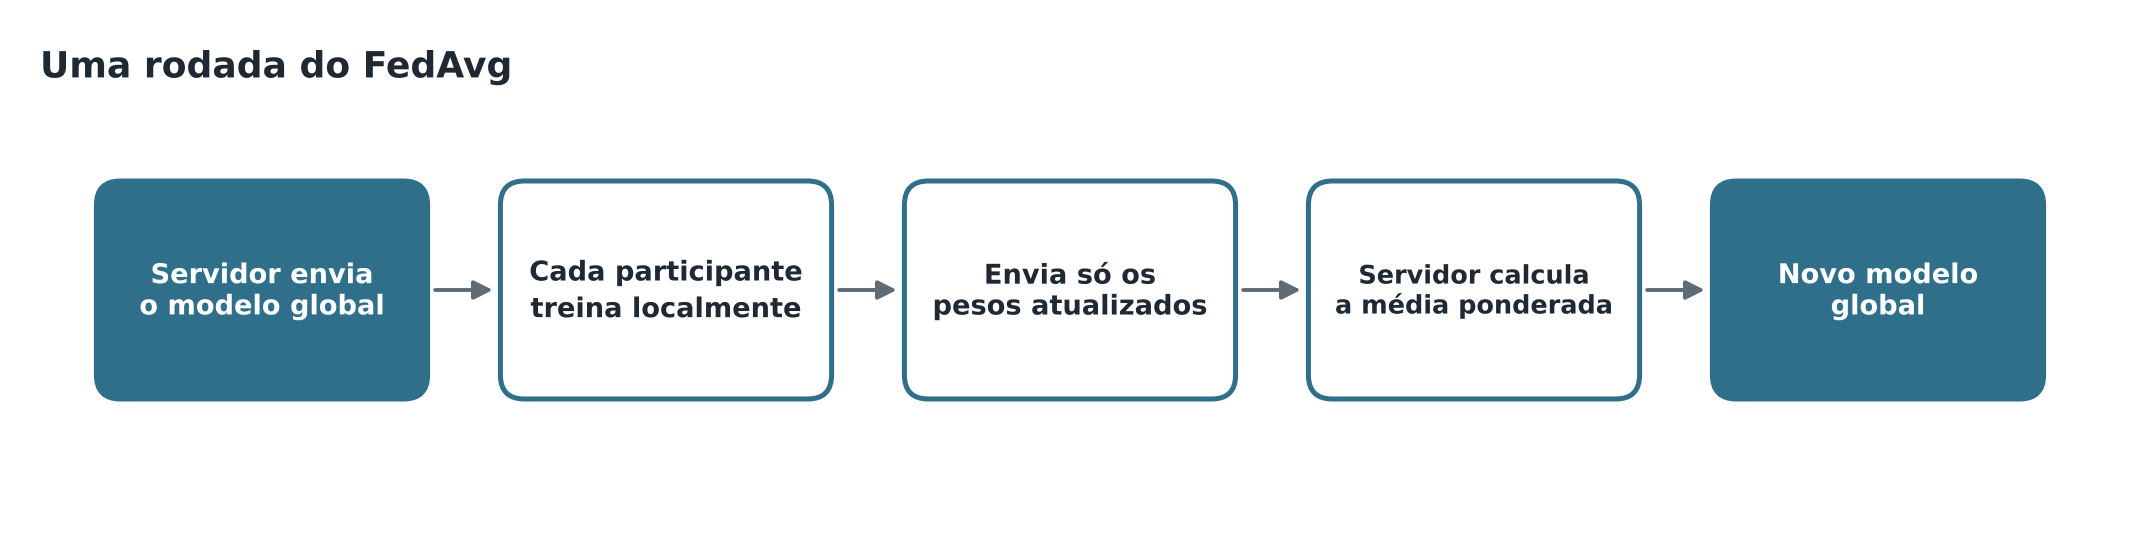 Uma rodada do FedAvg
Servidor envia
o modelo global
Cada participante
treina localmente
Envia só os
pesos atualizados
Servidor calcula
a média ponderada
Novo modelo
global